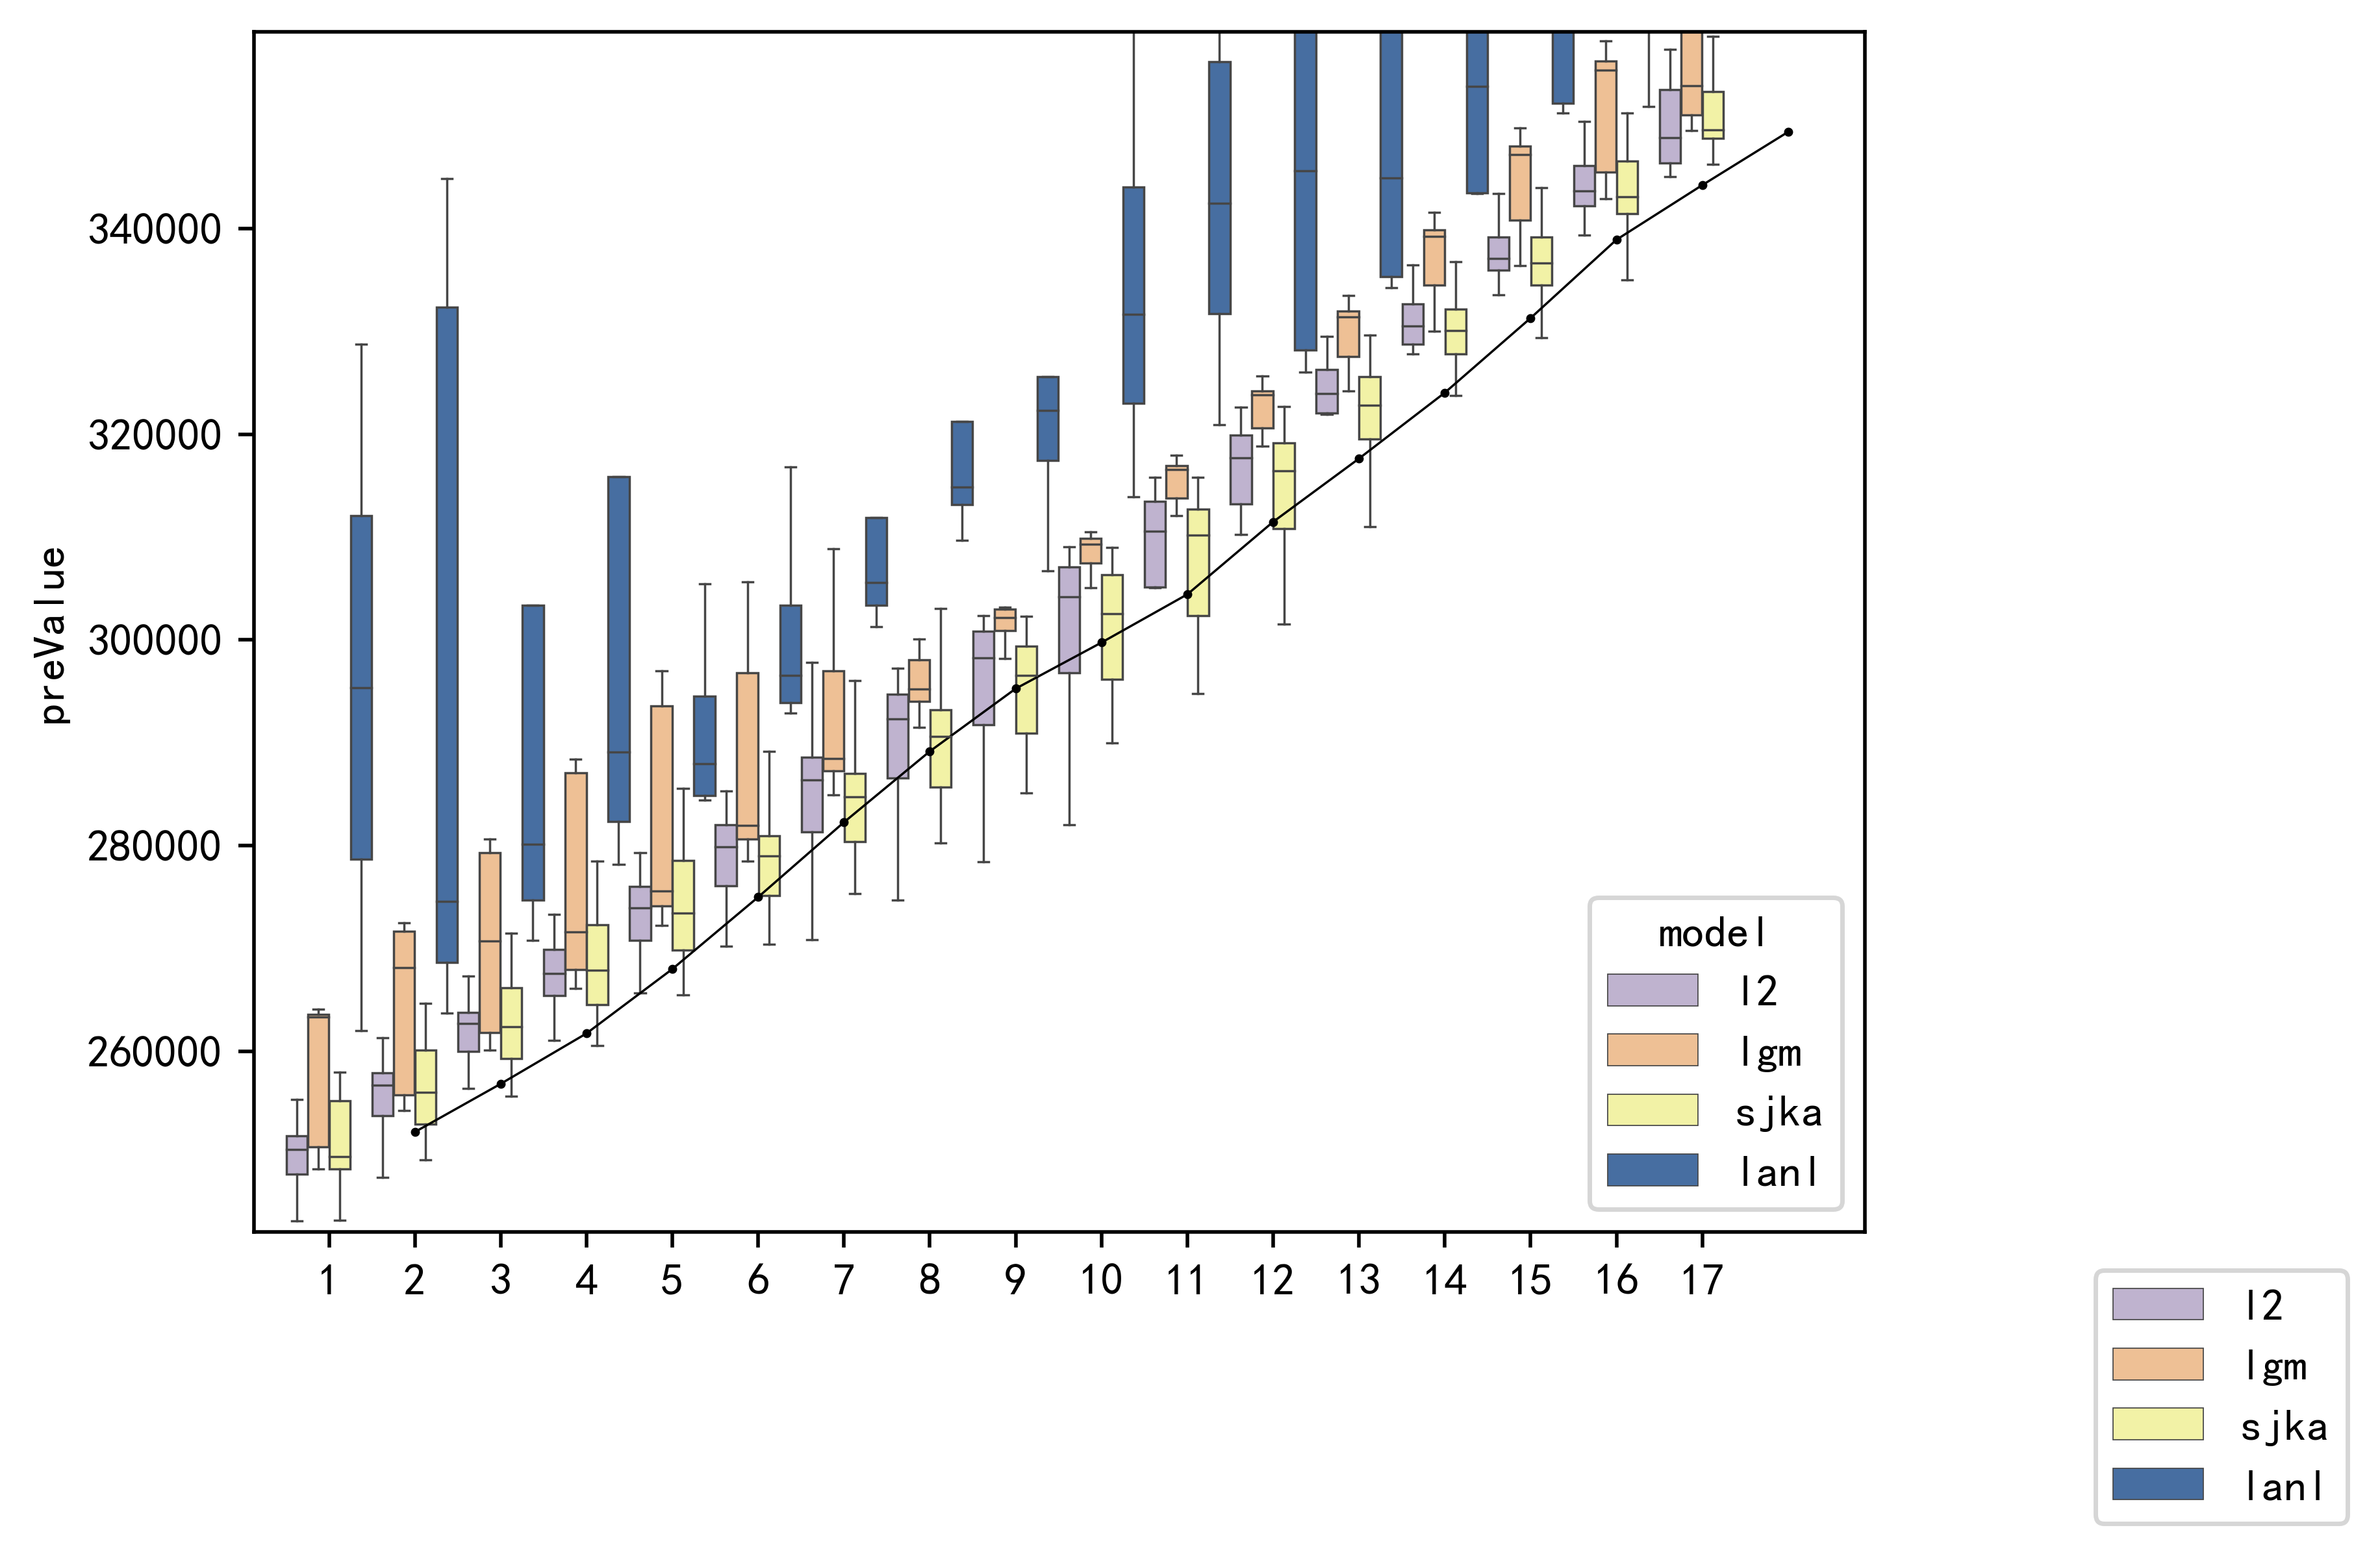 preValue
340000
320000
300000
280000
260000
1 2 3 4 5 6 7 8 9 10 11 12 13 14 15 16 17
model
l2
lgm
sjka
lanl
l2
lgm
sjka
lanl